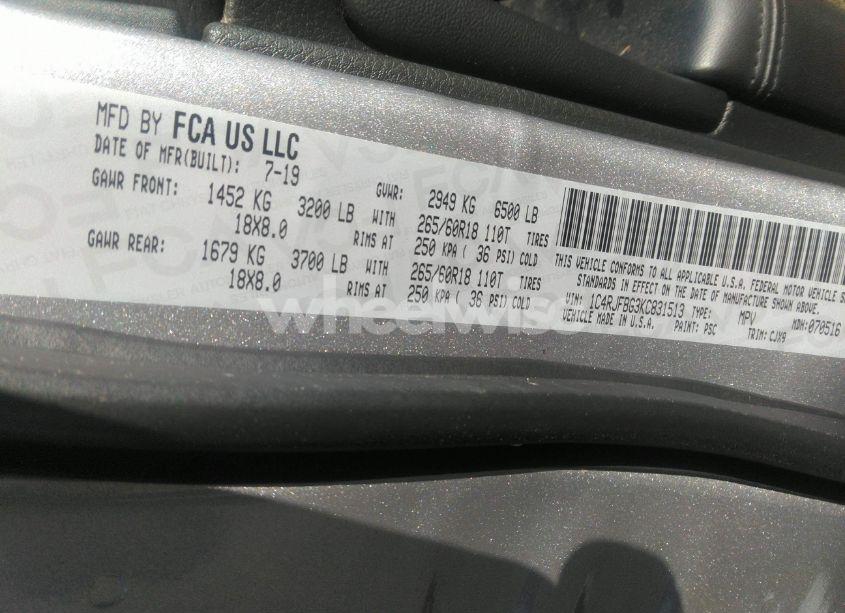 MFD BY FCA US LLC
DATE OF MFR(BUILT): 7-19
GAWR FRONT: 1452 KG 3200 LB WITH
18X8.0 RIMS AT
GAWR REAR: 1679 KG 3700 LB WITH
18X8.0 RIMS AT
GVWR: 2949 KG 6500 LB
265/60R18 110T TIRES
250 KPA ( 36 PSI) COLD
265/60R18 110T TIRES
250 KPA ( 36 PSI) COLD
THIS VEHICLE CONFORMS TO ALL APPLICABLE U.S.A. FEDERAL MOTOR VEHICLE
STANDARDS IN EFFECT ON THE DATE OF MANUFACTURE SHOWN ABOVE.
VIN: 1C4RJFBG3KC831513 TYPE: MPV MDH: 070516
VEHICLE MADE IN U.S.A. PAINT: PSC TRIM: CJX9
wheelwise